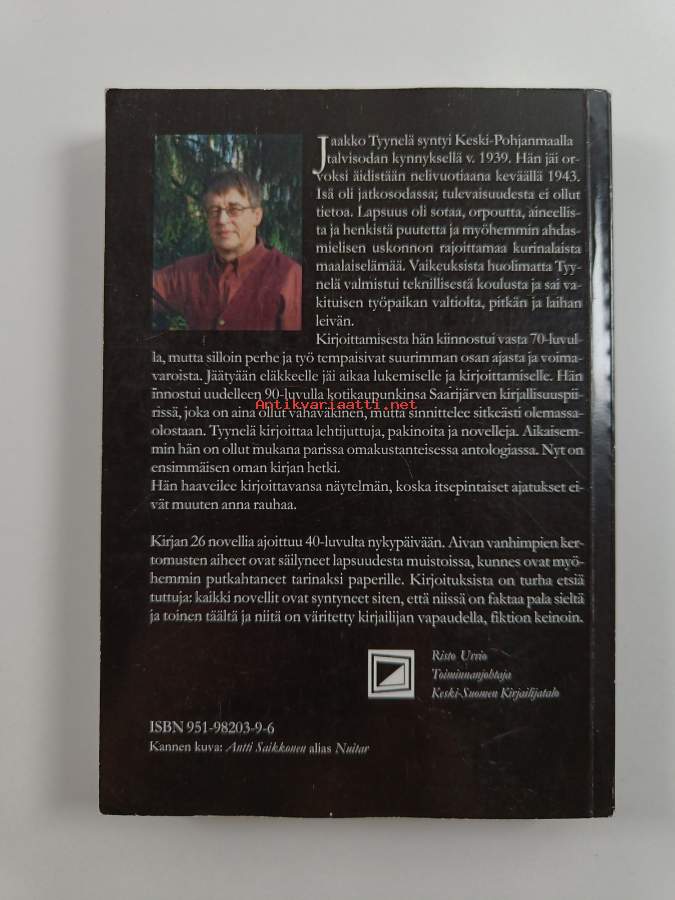 Jaakko Tyynelä syntyi Keski-Pohjanmaalla
talvisodan kynnyksellä v. 1939. Hän jäi or-
voksi äidistään nelivuotiaana keväällä 1943.
Isä oli jatkosodassa; tulevaisuudesta ei ollut
tietoa. Lapsuus oli sotaa, orpoutta, aineellis-
ta ja henkistä puutetta ja myöhemmin ahdas-
mielisen uskonnon rajoittamaa kurinalaista
maalaiselämää. Vaikeuksista huolimatta Tyy-
nelä valmistui teknillisestä koulusta ja sai va-
kituisen työpaikan valtiolta, pitkän ja laihan
leivän.
Kirjoittamisesta hän kiinnostui vasta 70-luvul-
la, mutta silloin perhe ja työ tempaisivat suurimman osan ajasta ja voima-
varoista. Jäätyään eläkkeelle jäi aikaa lukemiselle ja kirjoittamiselle. Hän
innostui uudelleen 90-luvulla kotikaupunkinsa Saarijärven kirjallisuuspii-
rissä, joka on aina ollut vähäväkinen, mutta sinnittelee sitkeästi olemassa-
olostaan. Tyynelä kirjoittaa lehtijuttuja, pakinoita ja novelleja. Aikaisem-
min hän on ollut mukana parissa omakustanteisessa antologiassa. Nyt on
ensimmäisen oman kirjan hetki.
Hän haaveilee kirjoittavansa näytelmän, koska itsepintaiset ajatukset ei-
vät muuten anna rauhaa.
Kirjan 26 novellia ajoittuu 40-luvulta nykypäivään. Aivan vanhimpien ker-
tomusten aiheet ovat säilyneet lapsuudesta muistoissa, kunnes ovat myö-
hemmin putkahtaneet tarinaksi paperille. Kirjoituksista on turha etsiä
tuttuja: kaikki novellit ovat syntyneet siten, että niissä on faktaa pala sieltä
ja toinen täältä ja niitä on väritetty kirjailijan vapaudella, fiktion keinoin.
Risto Urrio
Toiminnanjohtaja
Keski-Suomen Kirjailijatalo
ISBN 951-98203-9-6
Kannen kuva: Antti Saikkonen alias Nuitar
Antikvariaatti.net